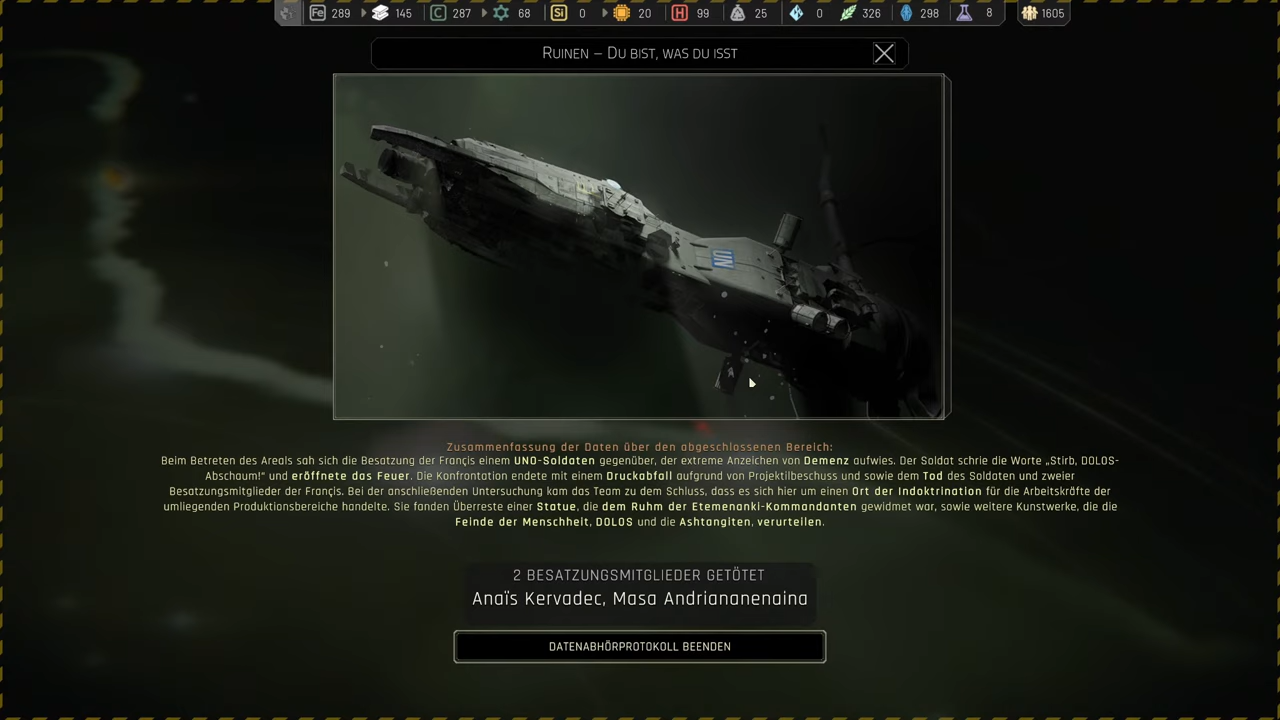 Fe 289 145 C 287 68 Si 0 20 H 99 25 0 326 298 8 1605
Ruinen – Du bist, was du isst
UN
Zusammenfassung der Daten über den abgeschlossenen Bereich:
Beim Betreten des Areals sah sich die Besatzung der Françis einem UNO-Soldaten gegenüber, der extreme Anzeichen von Demenz aufwies. Der Soldat schrie die Worte „Stirb, DOLOS-
Abschaum!“ und eröffnete das Feuer. Die Konfrontation endete mit einem Druckabfall aufgrund von Projektilbeschuss und sowie dem Tod des Soldaten und zweier
Besatzungsmitglieder der Françis. Bei der anschließenden Untersuchung kam das Team zu dem Schluss, dass es sich hier um einen Ort der Indoktrination für die Arbeitskräfte der
umliegenden Produktionsbereiche handelte. Sie fanden Überreste einer Statue, die dem Ruhm der Etemenanki-Kommandanten gewidmet war, sowie weitere Kunstwerke, die die
Feinde der Menschheit, DOLOS und die Ashtangiten, verurteilen.
2 BESATZUNGSMITGLIEDER GETÖTET
Anaïs Kervadec, Masa Andriananenaina
DATENABHÖRPROTOKOLL BEENDEN